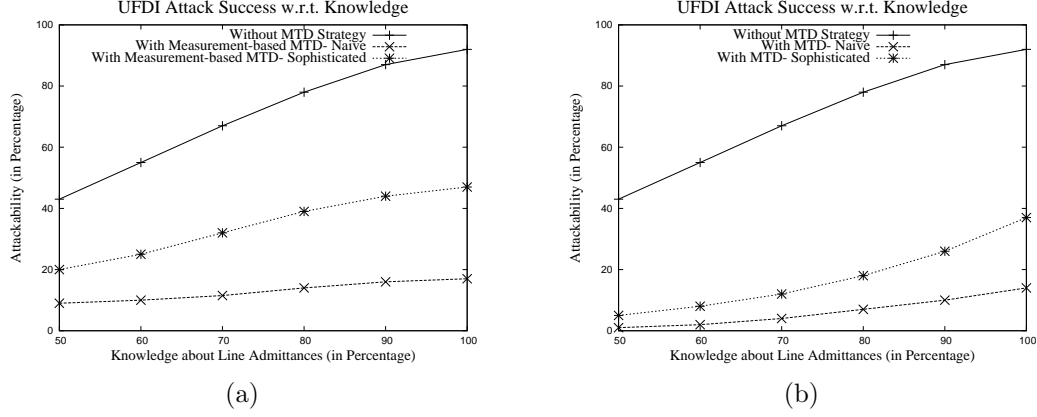 UFDI Attack Success w.r.t. Knowledge
Without MTD Strategy
With Measurement-based MTD- Naïve
With Measurement-based MTD- Sophisticated
Attackability (in Percentage)
100
80
60
40
20
0
50 60 70 80 90 100
Knowledge about Line Admittances (in Percentage)
(a)
UFDI Attack Success w.r.t. Knowledge
Without MTD Strategy
With MTD- Naïve
With MTD- Sophisticated
Attackability (in Percentage)
100
80
60
40
20
0
50 60 70 80 90 100
Knowledge about Line Admittances (in Percentage)
(b)